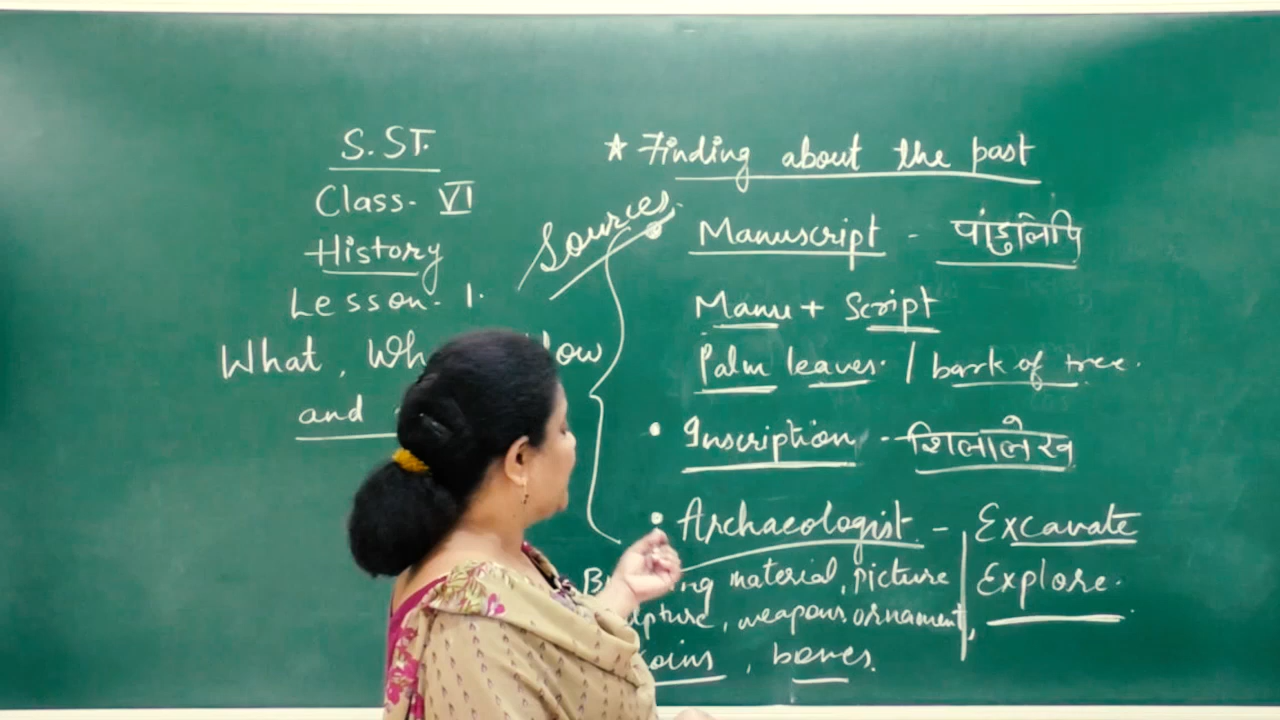 S.ST.
Class- VI
History
Lesson- 1.
What, Wh
How
and
Sources
* Finding about the past
Manuscript - पांडुलिपि
Manu + Script
Palm leaves. / bark of tree.
• Inscription - शिलालेख
• Archaeologist - Excavate
Explore.
material, picture
weapons, ornament,
coins, bones.